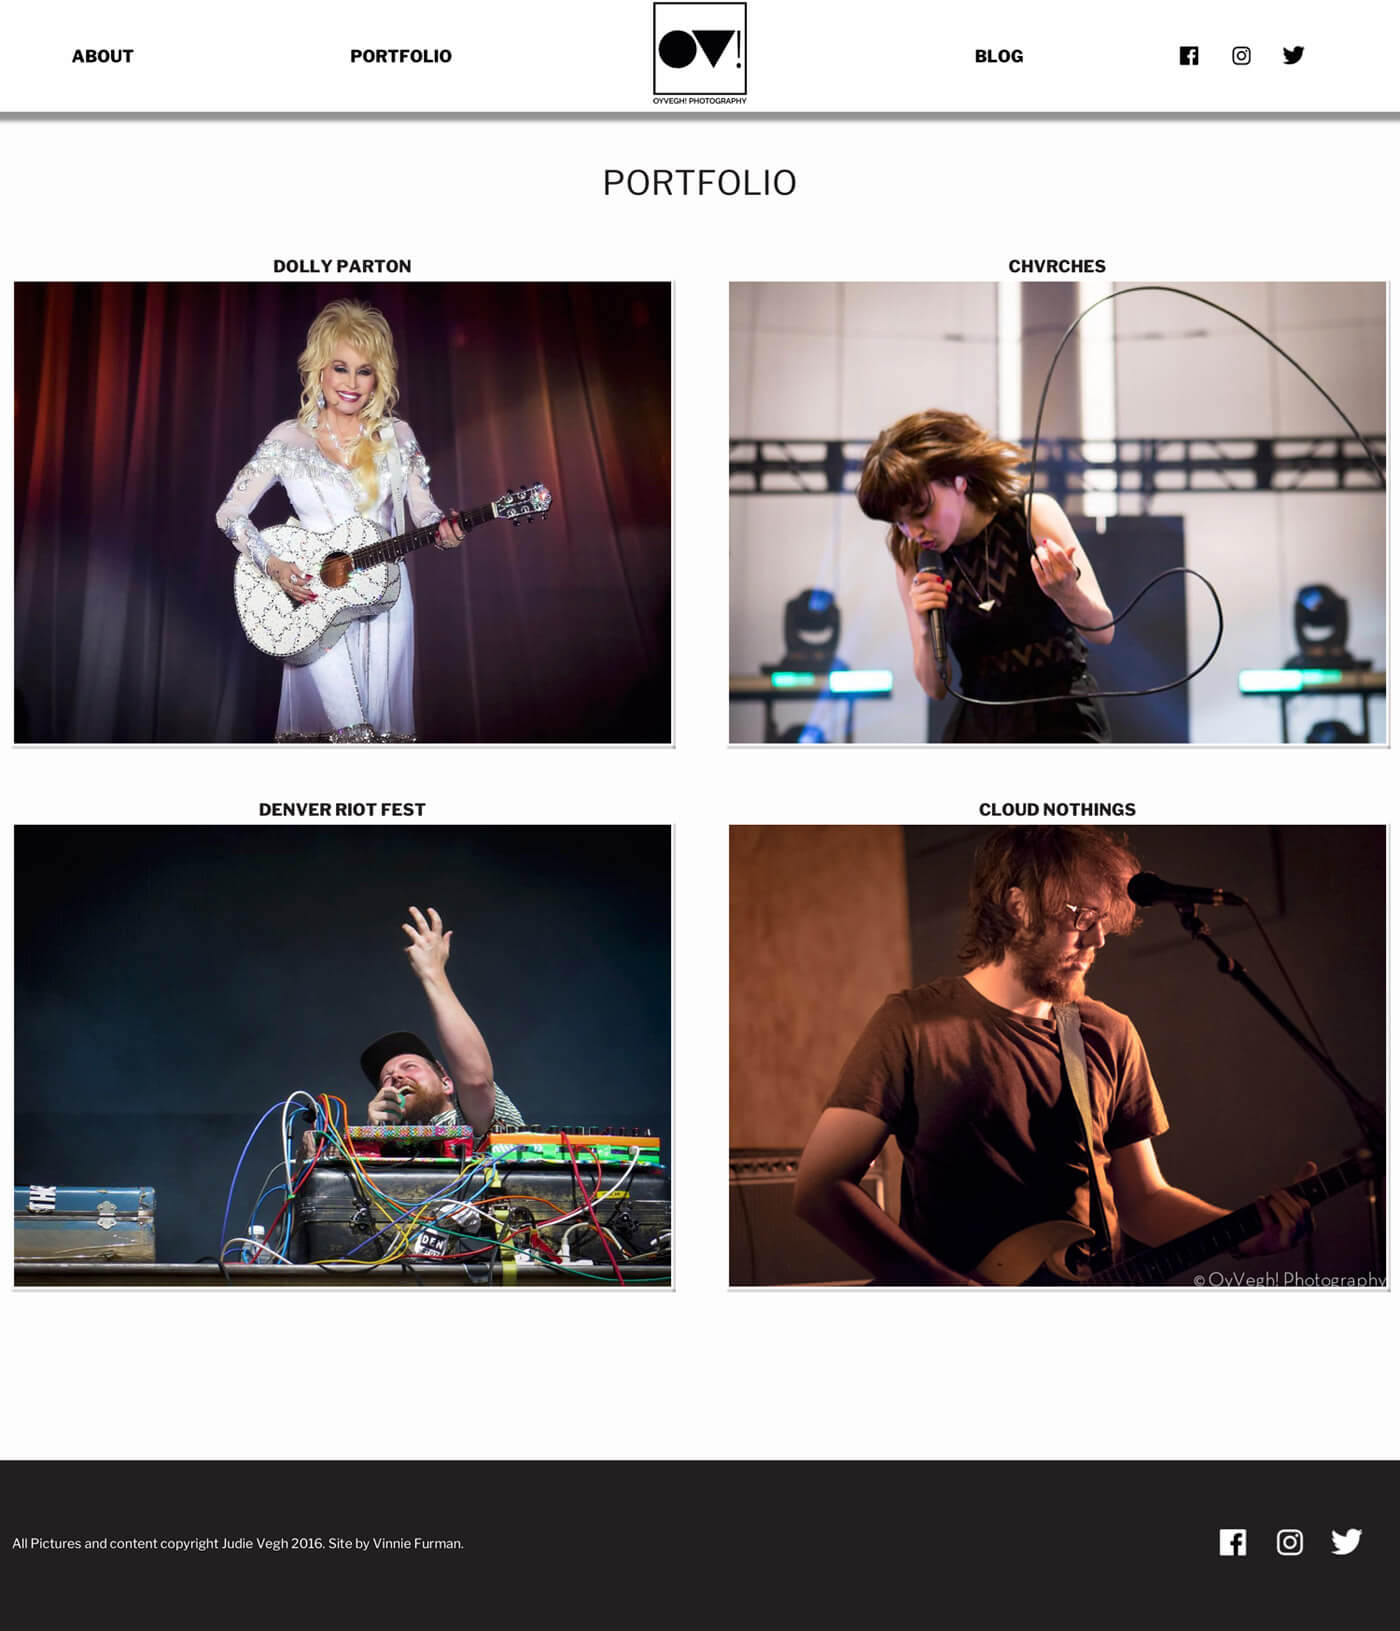 ABOUT
PORTFOLIO
OV!
OYVEGH! PHOTOGRAPHY
BLOG
PORTFOLIO
DOLLY PARTON
CHVRCHES
DENVER RIOT FEST
CLOUD NOTHINGS
DEN
© OyVegh! Photography
All Pictures and content copyright Judie Vegh 2016. Site by Vinnie Furman.